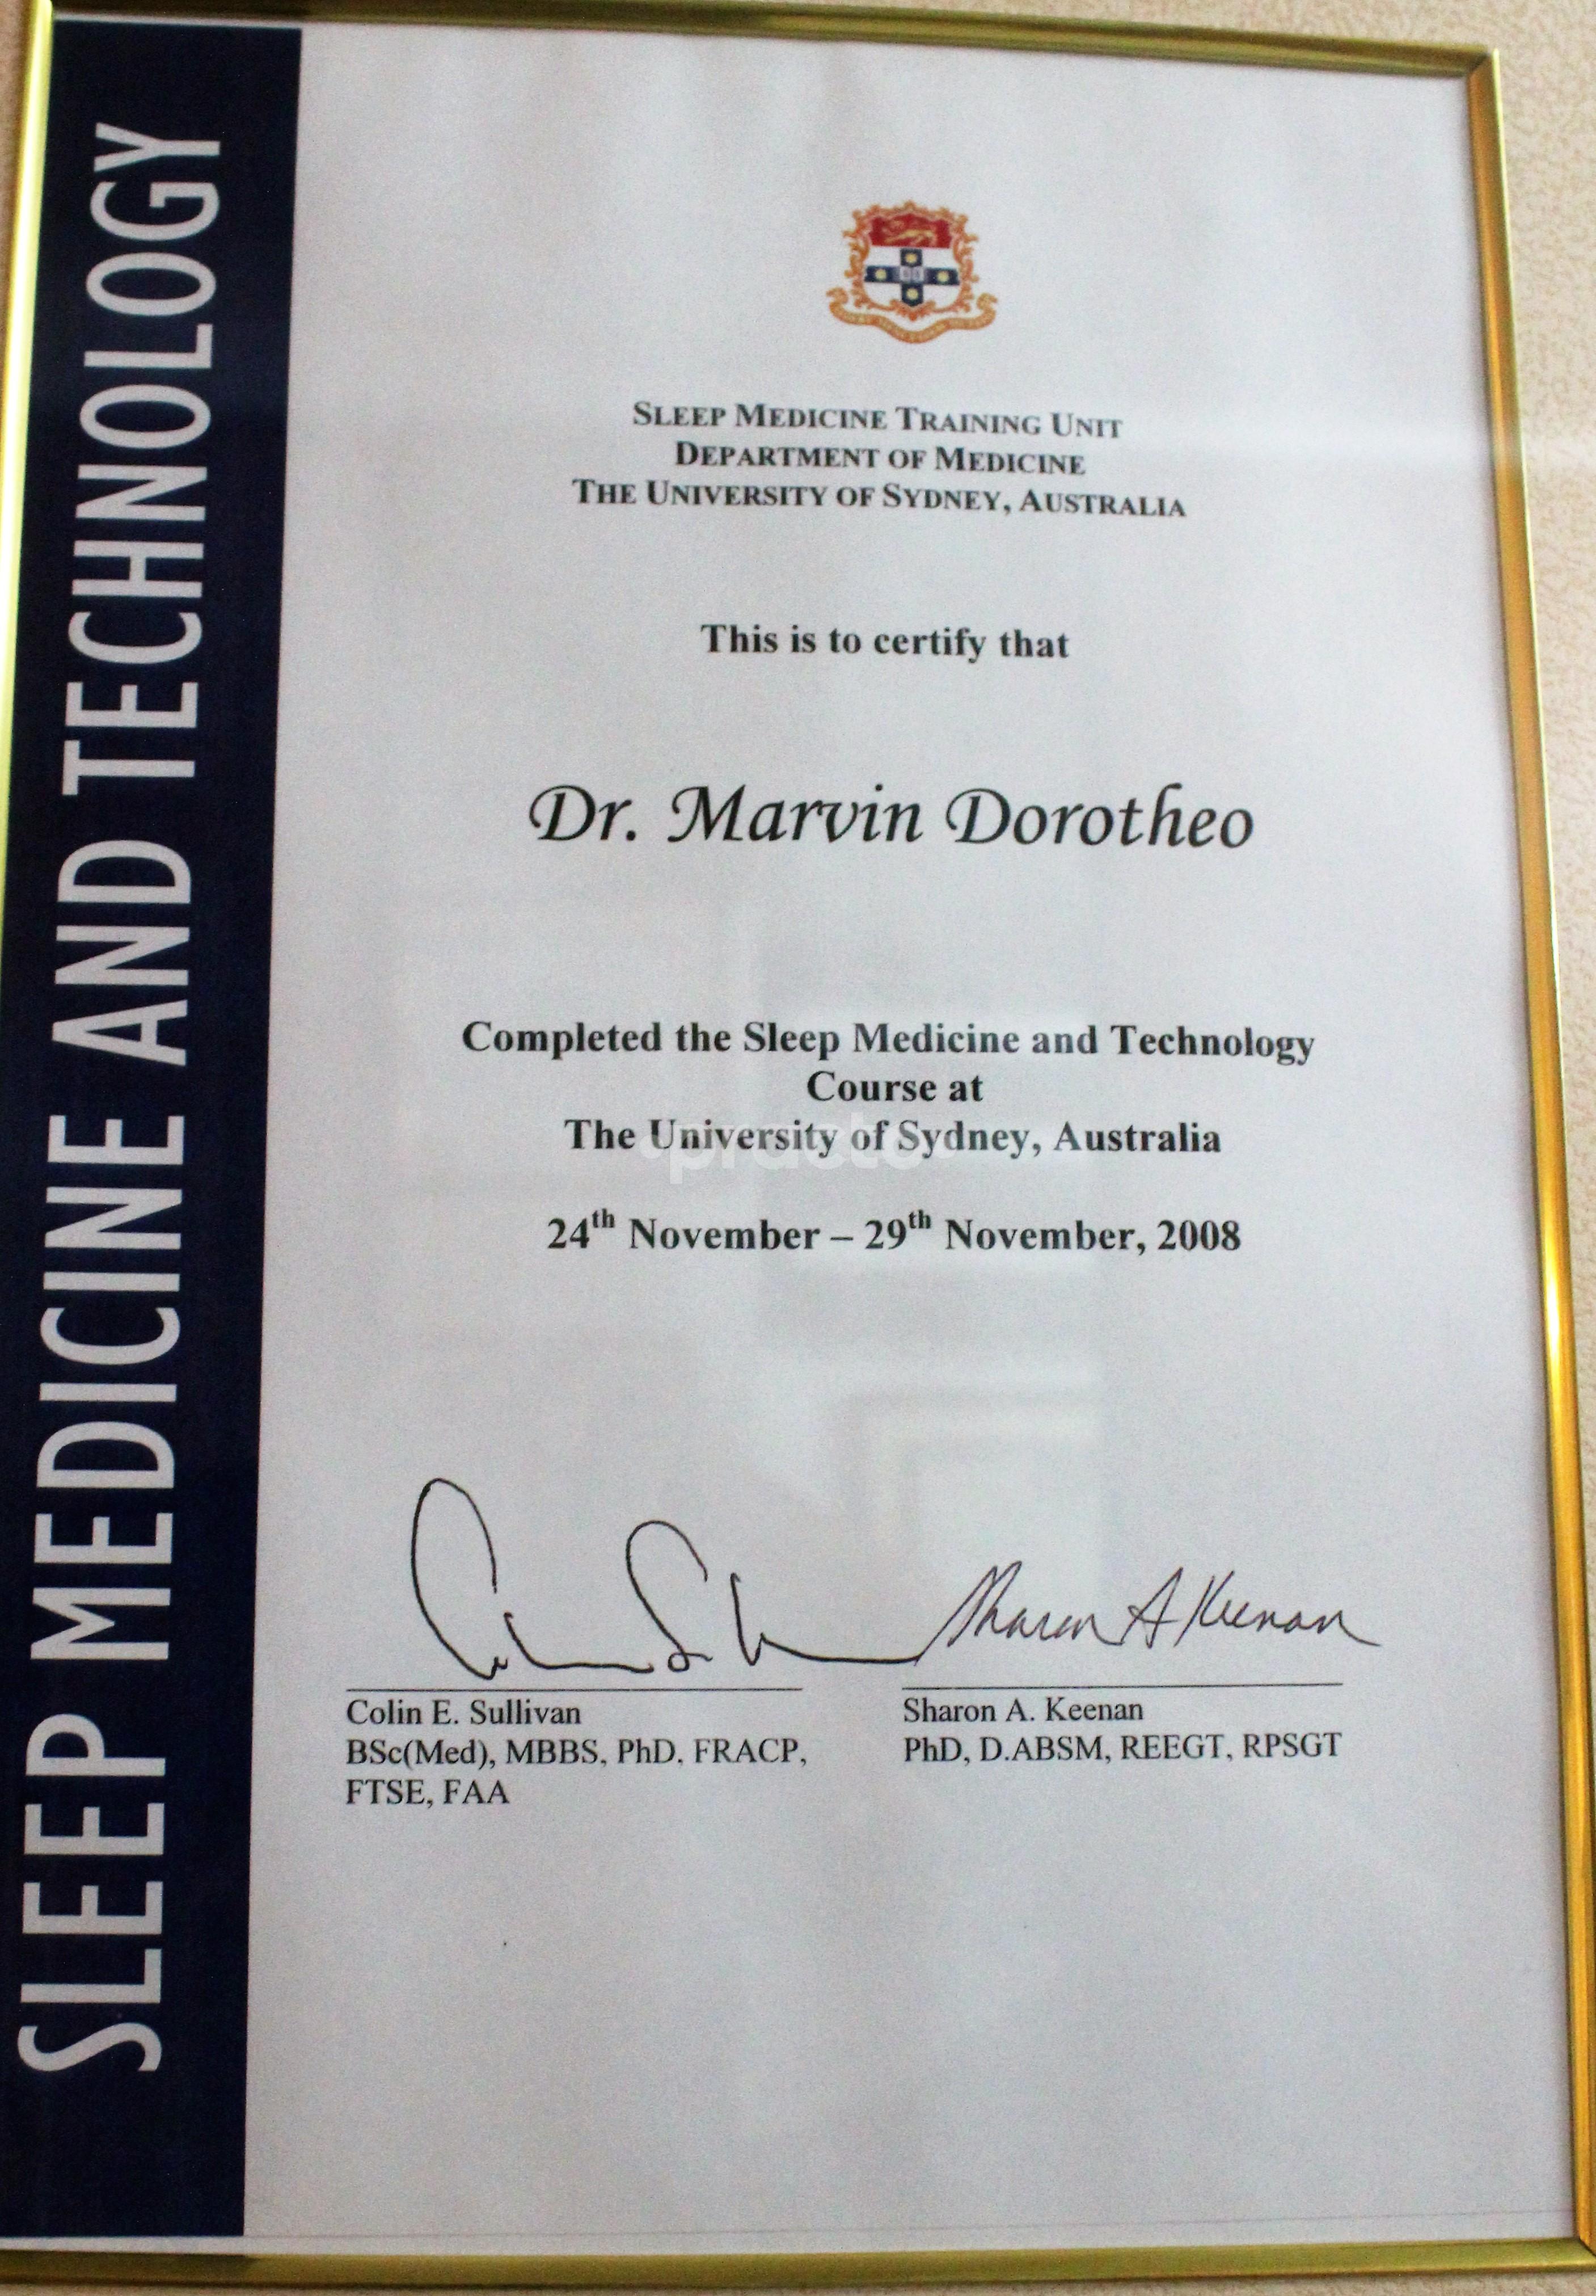 SLEEP MEDICINE AND TECHNOLOGY
SLEEP MEDICINE TRAINING UNIT
DEPARTMENT OF MEDICINE
THE UNIVERSITY OF SYDNEY, AUSTRALIA
This is to certify that
Dr. Marvin Dorotheo
Completed the Sleep Medicine and Technology
Course at
The University of Sydney, Australia
practo
24th November – 29th November, 2008
Sharon A Keenan
Colin E. Sullivan
BSc(Med), MBBS, PhD, FRACP,
FTSE, FAA
Sharon A. Keenan
PhD, D.ABSM, REEGT, RPSGT